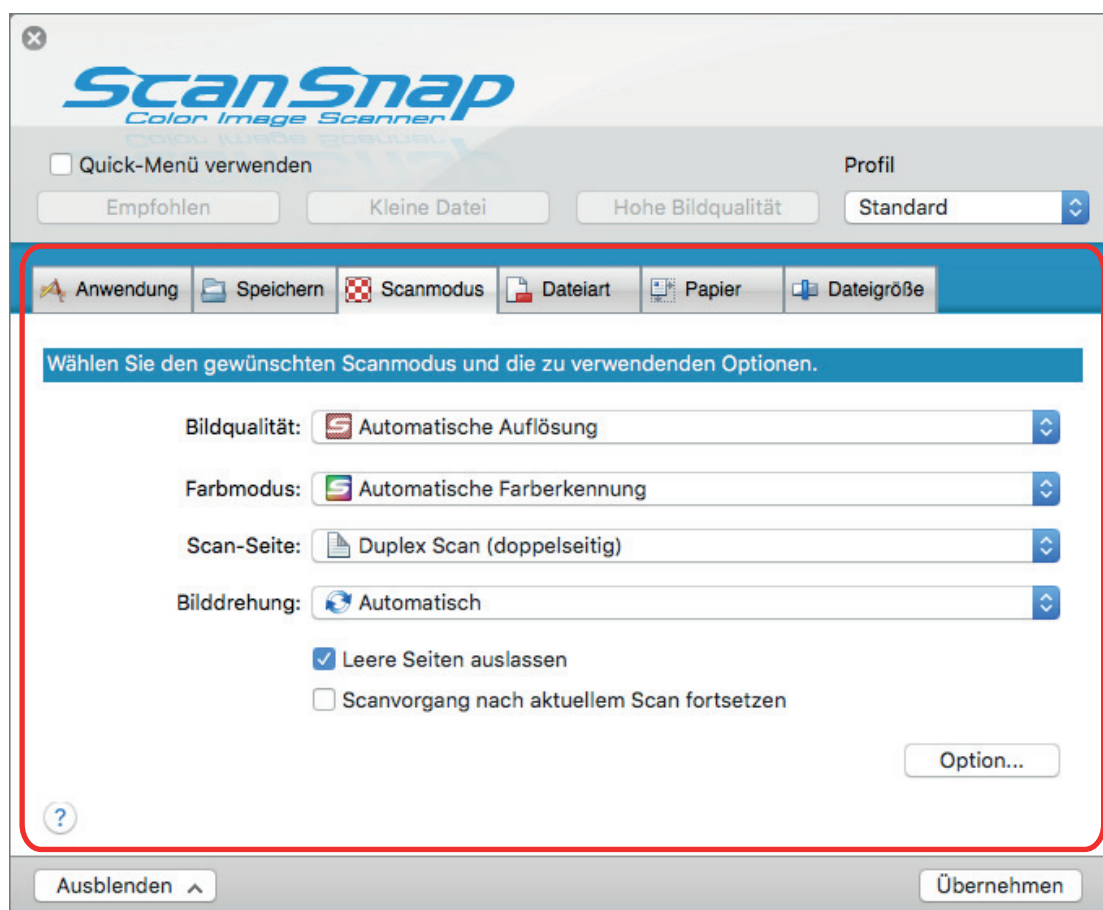 ScanSnap
Color Image Scanner
Quick-Menü verwenden
Profil
Empfohlen Kleine Datei Hohe Bildqualität Standard
Anwendung Speichern Scanmodus Dateiart Papier Dateigröße
Wählen Sie den gewünschten Scanmodus und die zu verwendenden Optionen.
Bildqualität: Automatische Auflösung
Farbmodus: Automatische Farberkennung
Scan-Seite: Duplex Scan (doppelseitig)
Bilddrehung: Automatisch
Leere Seiten auslassen
Scanvorgang nach aktuellem Scan fortsetzen
Option...
?
Ausblenden Übernehmen